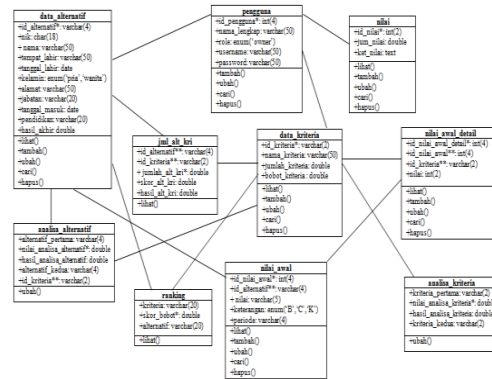 data_alternatif
+id_alternatif*: varchar(4)
+nik: char(18)
+ nama: varchar(50)
+tempat_lahir: varchar(50)
+tanggal_lahir: date
+kelamin: enum('pria','wanita')
+alamat: varchar(50)
+jabatan: varchar(20)
+tanggal_masuk: date
+pendidikan: varchar(20)
+hasil_akhir: double
+lihat()
+tambah()
+ubah()
+cari()
+hapus()
pengguna
+id_pengguna*: int(4)
+nama_lengkap: varchar(50)
+role: enum('owner')
+username: varchar(50)
+password: varchar(50)
+tambah()
+ubah()
+cari()
+hapus()
nilai
+id_nilai*: int(2)
+jum_nilai: double
+ket_nilai: text
+lihat()
+tambah()
+ubah()
+cari()
+hapus()
jml_alt_kri
+id_alternatif**: varchar(4)
+id_kriteria**: varchar(2)
+ jumlah_alt_kri*: double
+skor_alt_kri: double
+hasil_alt_kri: double
+lihat()
data_kriteria
+id_kriteria*: varchar(2)
+nama_kriteria: varchar(50)
+jumlah_kriteria: double
+bobot_kriteria: double
+lihat()
+tambah()
+ubah()
+cari()
+hapus()
nilai_awal_detail
+id_nilai_awal_detail*: int(4)
+id_nilai_awal**: int(4)
+id_kriteria**: varchar(2)
+nilai: int(2)
+lihat()
+tambah()
+ubah()
+cari()
+hapus()
analisa_alternatif
+alternatif_pertama: varchar(4)
+nilai_analisa_alternatif*: double
+hasil_analisa_alternatif: double
+alternatif_kedua: varchar(4)
+id_kriteria**: varchar(2)
+ubah()
ranking
+kriteria: varchar(20)
+skor_bobot*: double
+alternatif: varchar(20)
+lihat()
nilai_awal
+id_nilai_awal*: int(4)
+id_alternatif**: varchar(4)
+ nilai: varchar(5)
+keterangan: enum('B','C','K')
+periode: varchar(4)
+lihat()
+tambah()
+ubah()
+cari()
+hapus()
analisa_kriteria
+kriteria_pertama: varchar(2)
+nilai_analisa_kriteria*: double
+hasil_analisa_kriteria: double
+kriteria_kedua: varchar(2)
+ubah()